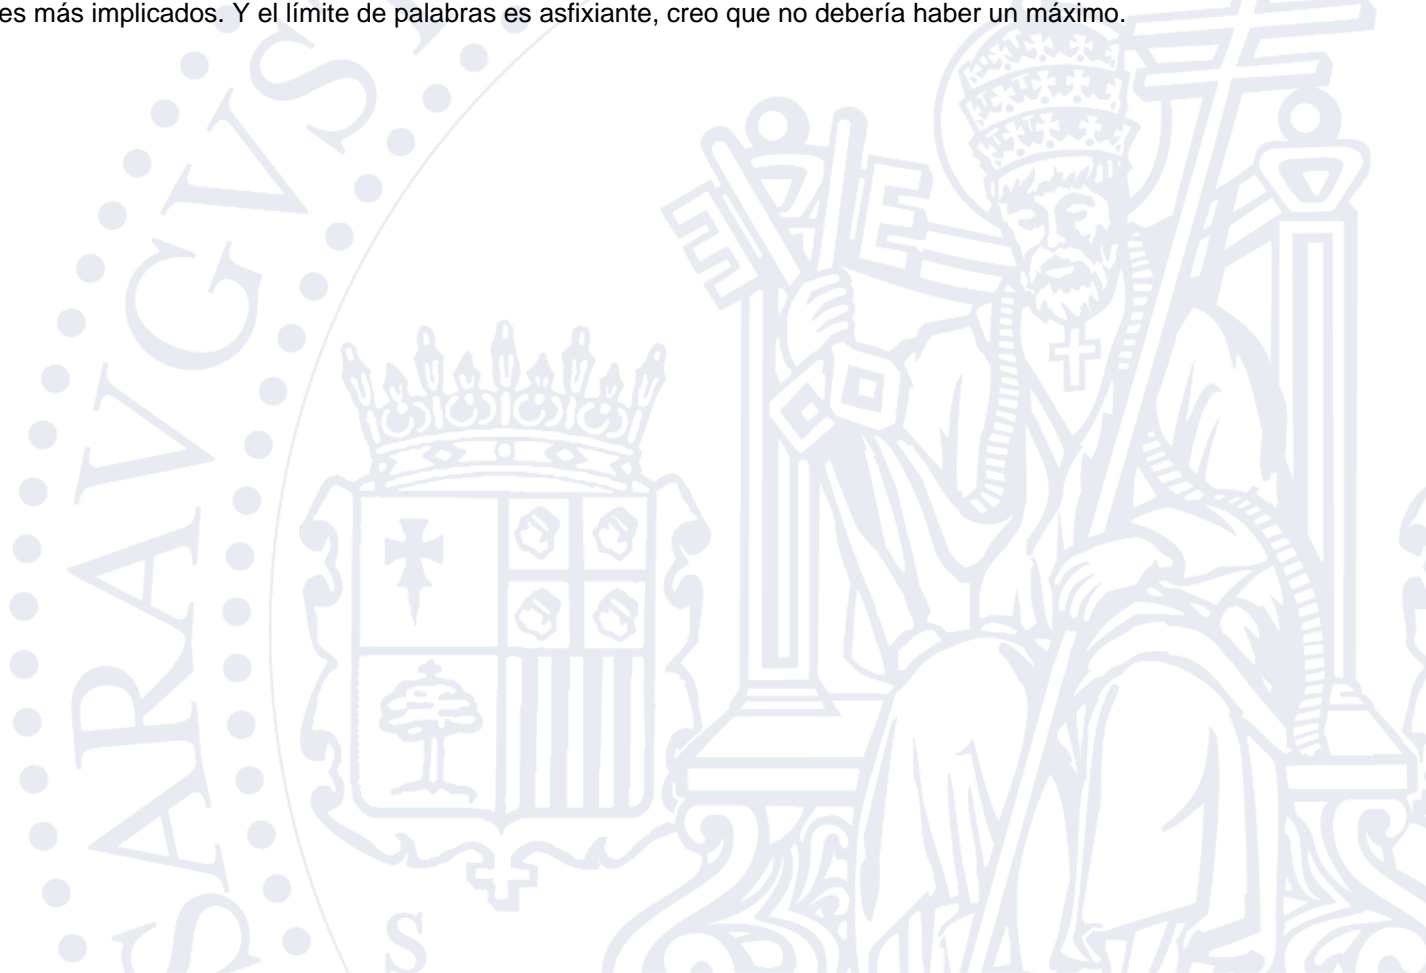 es más implicados. Y el límite de palabras es asfixiante, creo que no debería haber un máximo.
SARAVGVS
S